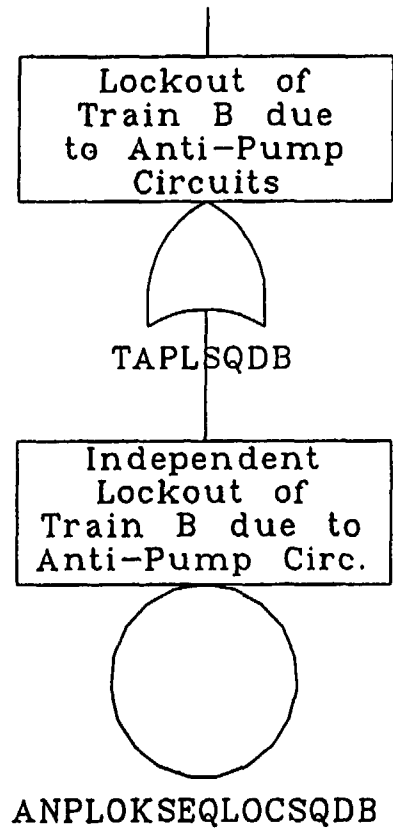 Lockout of
Train B due
to Anti-Pump
Circuits
TAPLSQDB
Independent
Lockout of
Train B due to
Anti-Pump Circ.
ANPLOKSEQLOCSQDB